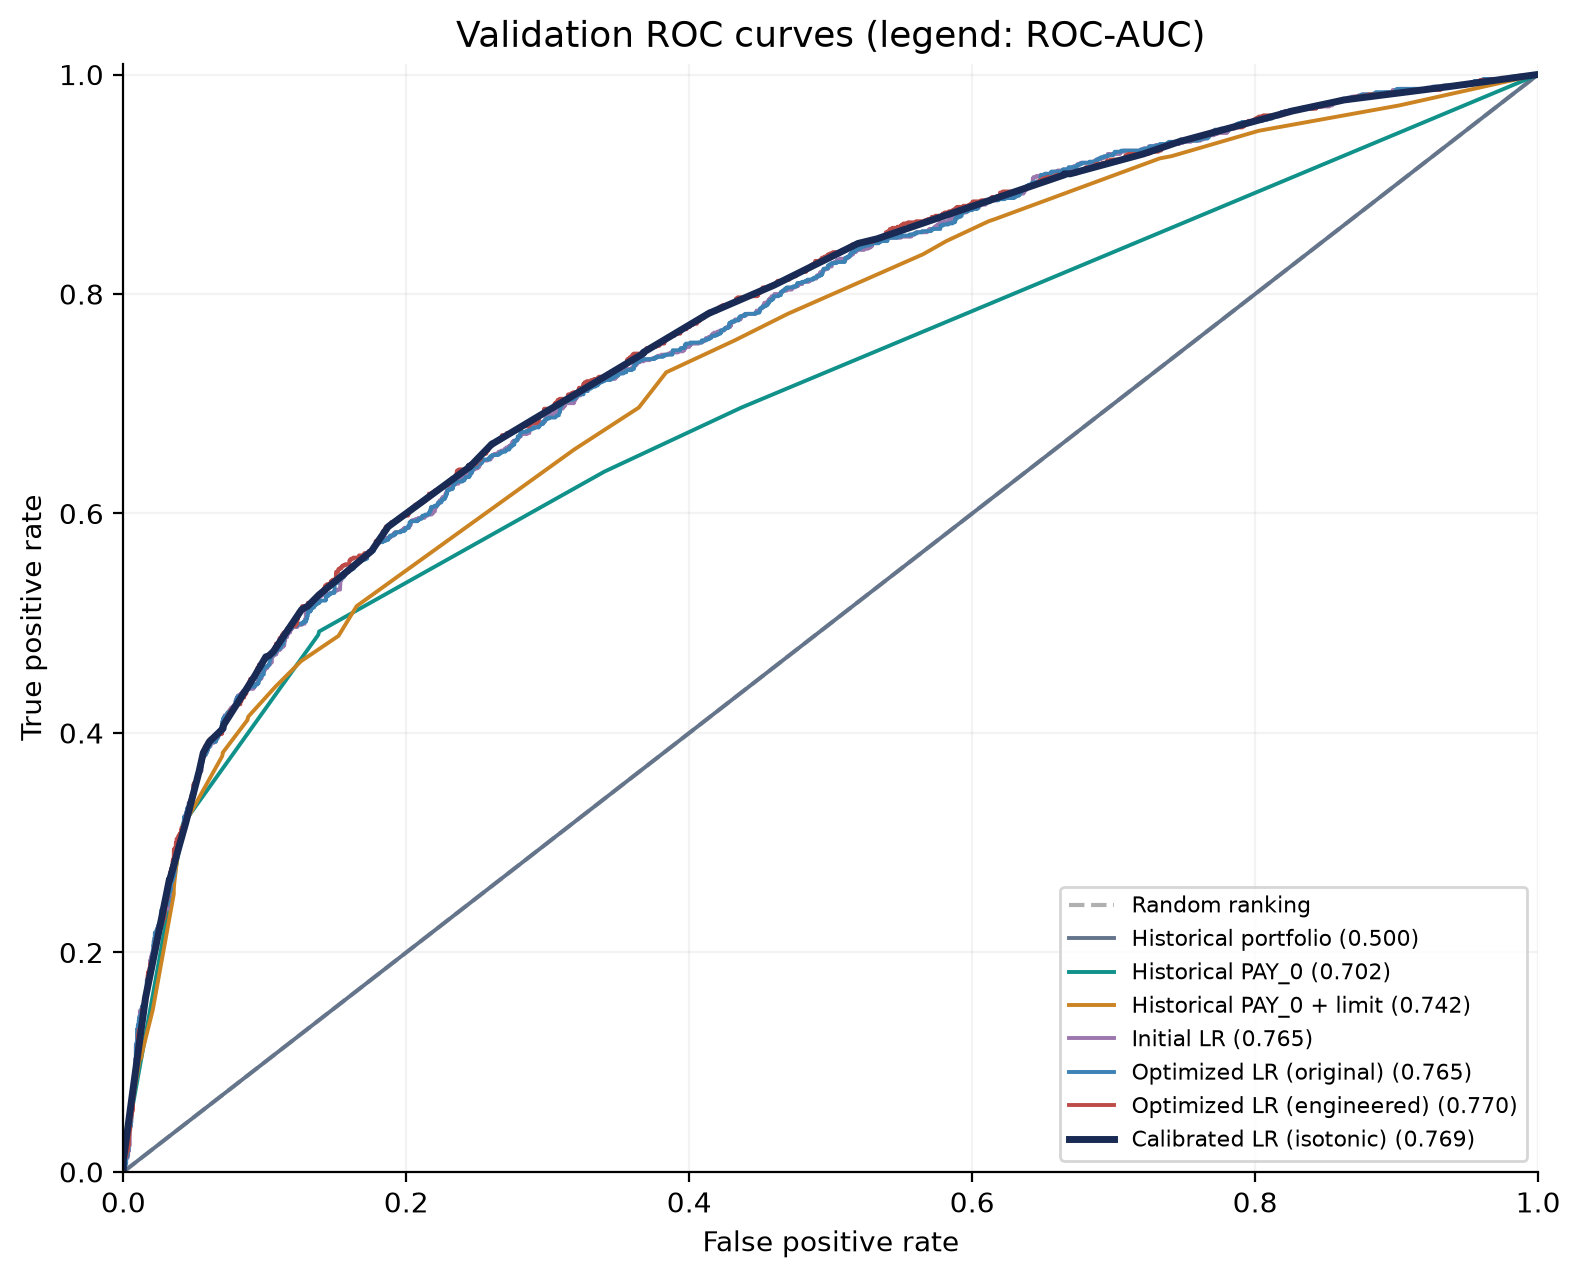 Validation ROC curves (legend: ROC-AUC)
True positive rate
1.0
0.8
0.6
0.4
0.2
0.0
0.0 0.2 0.4 0.6 0.8 1.0
False positive rate
Random ranking
Historical portfolio (0.500)
Historical PAY_0 (0.702)
Historical PAY_0 + limit (0.742)
Initial LR (0.765)
Optimized LR (original) (0.765)
Optimized LR (engineered) (0.770)
Calibrated LR (isotonic) (0.769)